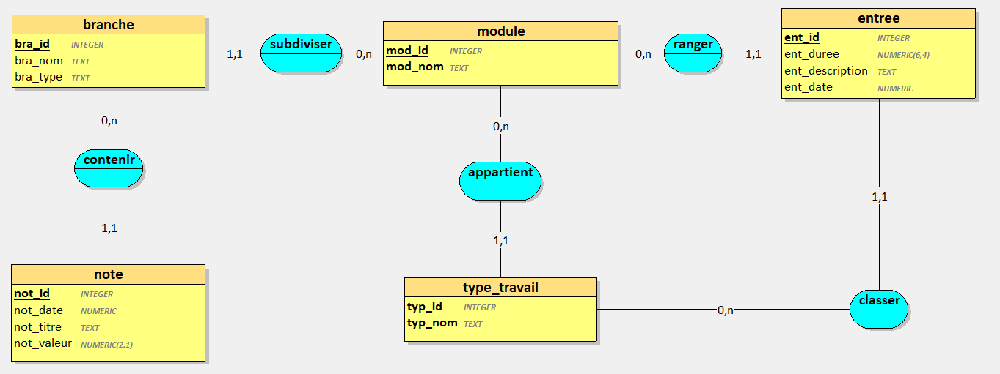 branche
bra_id INTEGER
bra_nom TEXT
bra_type TEXT
1,1
subdiviser
0,n
module
mod_id INTEGER
mod_nom TEXT
0,n
ranger
1,1
entree
ent_id INTEGER
ent_duree NUMERIC(6,4)
ent_description TEXT
ent_date NUMERIC
0,n
contenir
1,1
0,n
appartient
1,1
1,1
note
not_id INTEGER
not_date NUMERIC
not_titre TEXT
not_valeur NUMERIC(2,1)
type_travail
typ_id INTEGER
typ_nom TEXT
0,n
classer